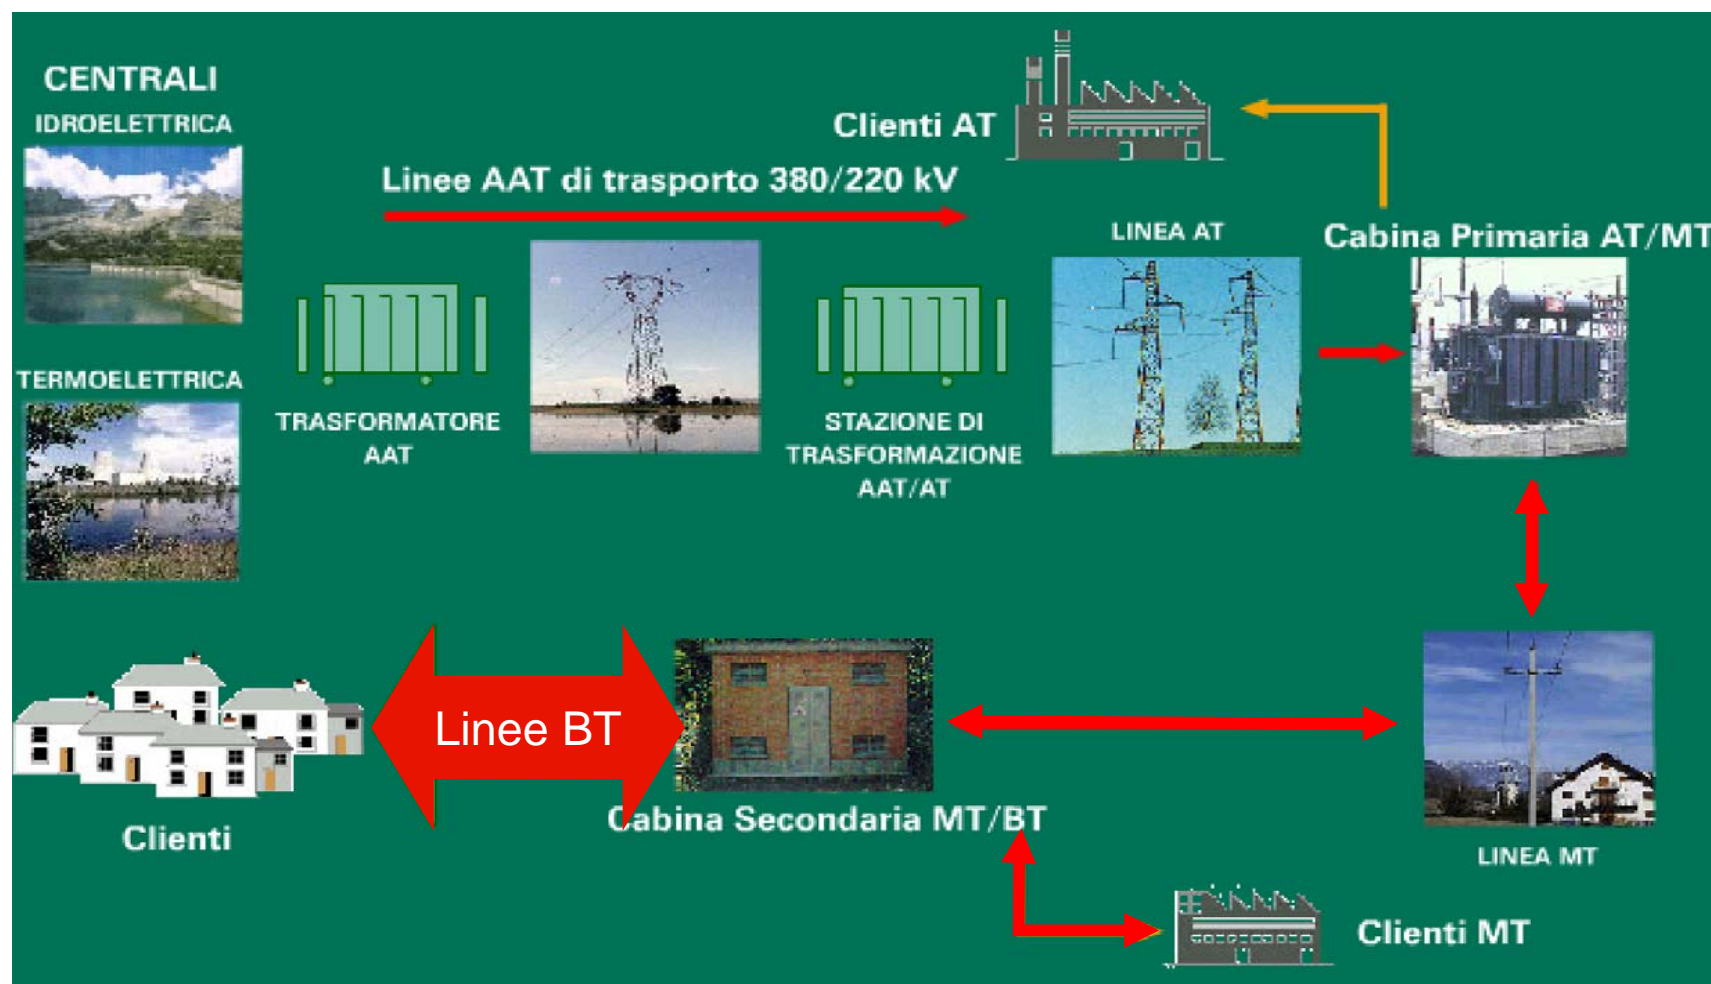 CENTRALI
IDROELETTRICA
Clienti AT
Linee AAT di trasporto 380/220 kV
LINEA AT
Cabina Primaria AT/MT
TERMOELETTRICA
TRASFORMATORE
AAT
STAZIONE DI
TRASFORMAZIONE
AAT/AT
Linee BT
Cabina Secondaria MT/BT
Clienti
LINEA MT
Clienti MT